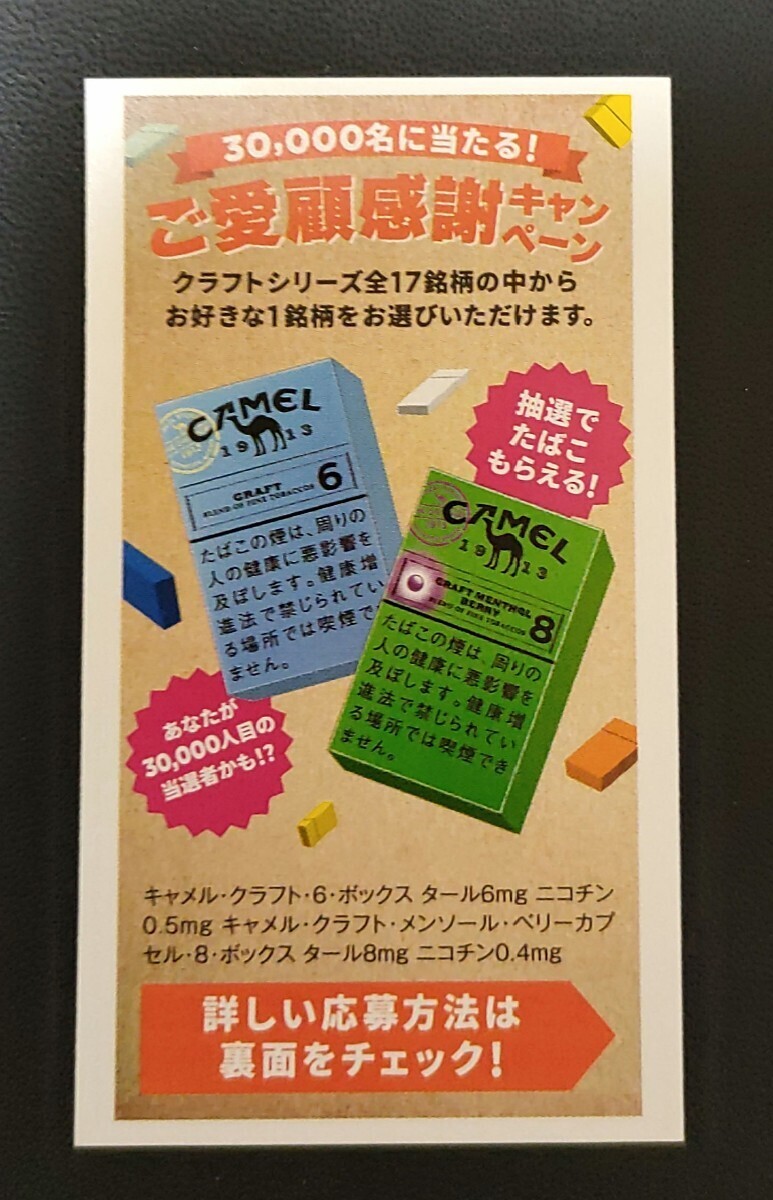 30,000名に当たる!
ご愛顧感謝キャンペーン
クラフトシリーズ全17銘柄の中から
お好きな1銘柄をお選びいただけます。
抽選で
たばこ
もらえる!
CAMEL
1913
CRAFT
BLEND OF FINE TOBACCOS
6
たばこの煙は、周りの
人の健康に悪影響を
及ぼします。健康増
進法で禁じられてい
る場所では喫煙で
ません。
CAMEL
1913
CRAFT MENTHOL
BERRY
BLEND OF FINE TOBACCOS
8
たばこの煙は、周りの
人の健康に悪影響を
及ぼします。健康増
進法で禁じられてい
る場所では喫煙でき
ません。
あなたが
30,000人目の
当選者かも!?
キャメル・クラフト・6・ボックス タール6mg ニコチン
0.5mg キャメル・クラフト・メンソール・ベリーカプ
セル・8・ボックス タール8mg ニコチン0.4mg
詳しい応募方法は
裏面をチェック!